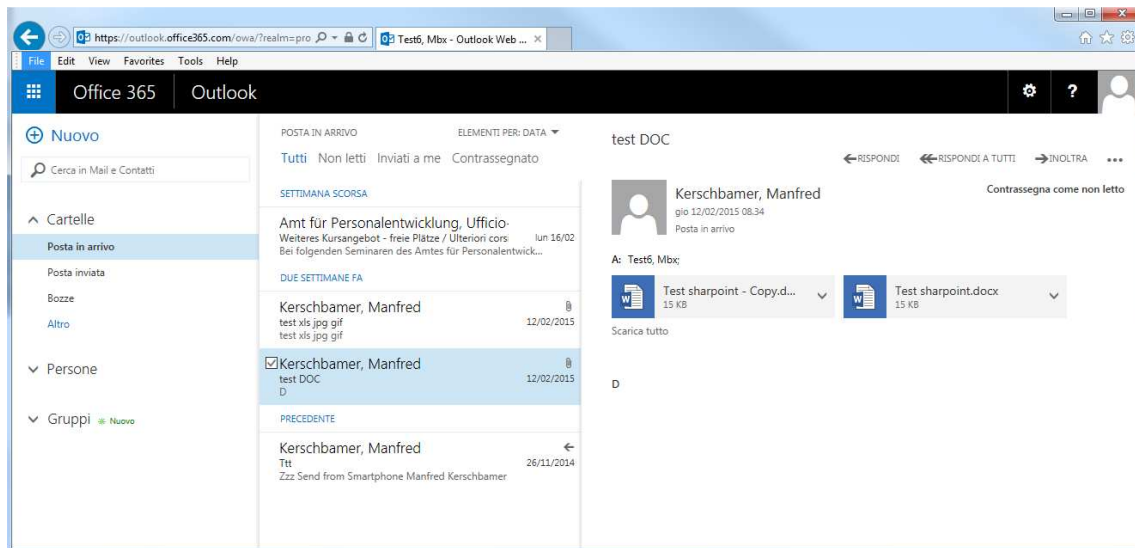 https://outlook.office365.com/owa/?realm=pro
Test6, Mbx - Outlook Web ...
File Edit View Favorites Tools Help
Office 365 Outlook ?
Nuovo
Cerca in Mail e Contatti
Cartelle
Posta in arrivo
Posta inviata
Bozze
Altro
Persone
Gruppi Nuovo
POSTA IN ARRIVO ELEMENTI PER: DATA
Tutti Non letti Inviati a me Contrassegnato
SETTIMANA SCORSA
Amt für Personalentwicklung, Ufficio
Weiteres Kursangebot - freie Plätze / Ulteriori cors lun 16/02
Bei folgenden Seminaren des Amtes für Personalentwick...
DUE SETTIMANE FA
Kerschbamer, Manfred
test xls jpg gif 12/02/2015
test xls jpg gif
Kerschbamer, Manfred
test DOC 12/02/2015
D
PRECEDENTE
Kerschbamer, Manfred
Ttt 26/11/2014
Zzz Send from Smartphone Manfred Kerschbamer
test DOC
RISPONDI RISPONDI A TUTTI INOLTRA ...
Kerschbamer, Manfred Contrassegna come non letto
gio 12/02/2015 08.34
Posta in arrivo
A: Test6, Mbx;
Test sharpoint - Copy.d... Test sharpoint.docx
15 KB 15 KB
Scarica tutto
D